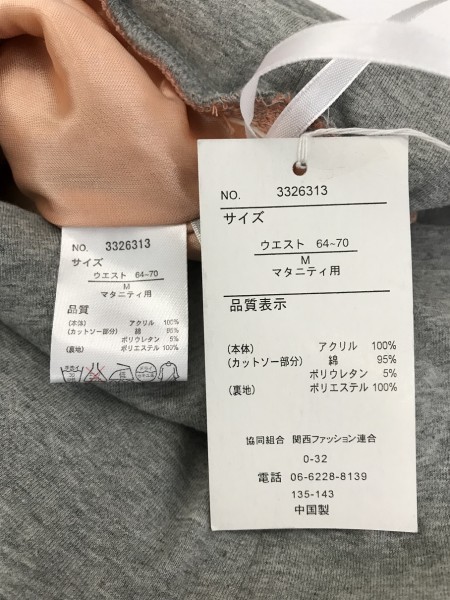 NO. 3326313
サイズ
ウエスト 64~70
M
マタニティ用
品質
(本体) アクリル 100%
(カットソー部分) 綿 95%
ポリウレタン 5%
(裏地) ポリエステル 100%
NO. 3326313
サイズ
ウエスト 64~70
M
マタニティ用
品質表示
(本体) アクリル 100%
(カットソー部分) 綿 95%
ポリウレタン 5%
(裏地) ポリエステル 100%
協同組合 関西ファッション連合
0-32
電話 06-6228-8139
135-143
中国製